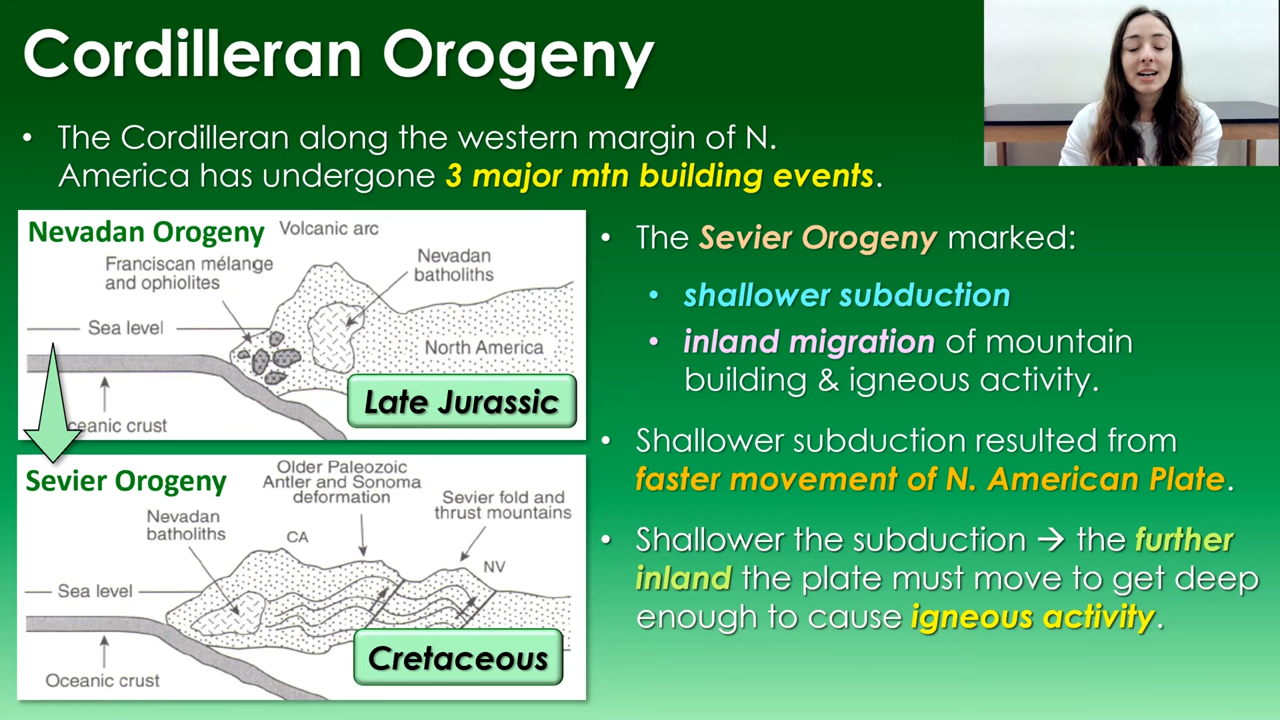 Cordilleran Orogeny
• The Cordilleran along the western margin of N.
America has undergone 3 major mtn building events.
Nevadan Orogeny
Volcanic arc
Franciscan mélange
and ophiolites
Nevadan
batholiths
Sea level
North America
Late Jurassic
ceanic crust
Sevier Orogeny
Older Paleozoic
Antler and Sonoma
deformation
Sevier fold and
thrust mountains
Nevadan
batholiths
CA
NV
Sea level
Cretaceous
Oceanic crust
• The Sevier Orogeny marked:
• shallower subduction
• inland migration of mountain
building & igneous activity.
• Shallower subduction resulted from
faster movement of N. American Plate.
• Shallower the subduction → the further
inland the plate must move to get deep
enough to cause igneous activity.